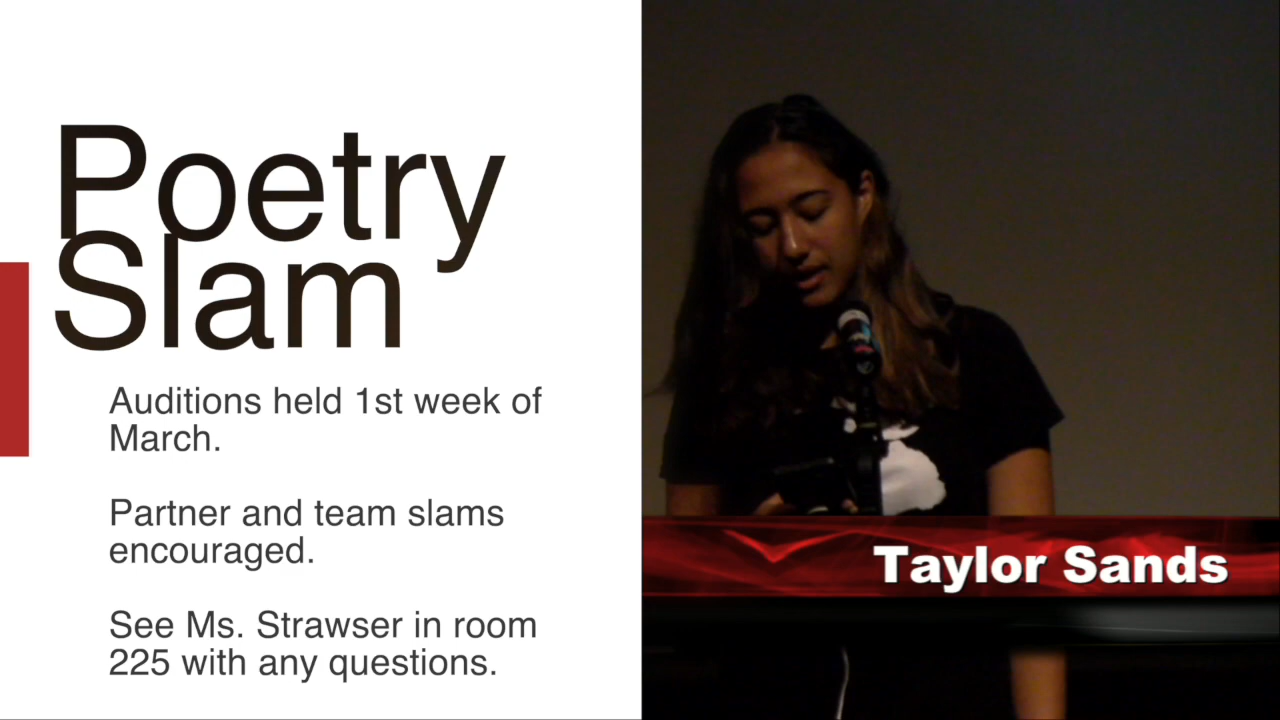 Poetry
Slam
Auditions held 1st week of
March.
Partner and team slams
encouraged.
See Ms. Strawser in room
225 with any questions.
Taylor Sands